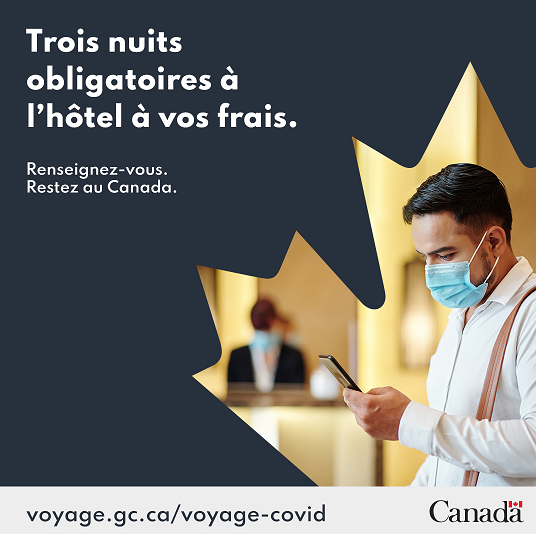 Trois nuits
obligatoires à
l’hôtel à vos frais.
Renseignez-vous.
Restez au Canada.
voyage.gc.ca/voyage-covid
Canada